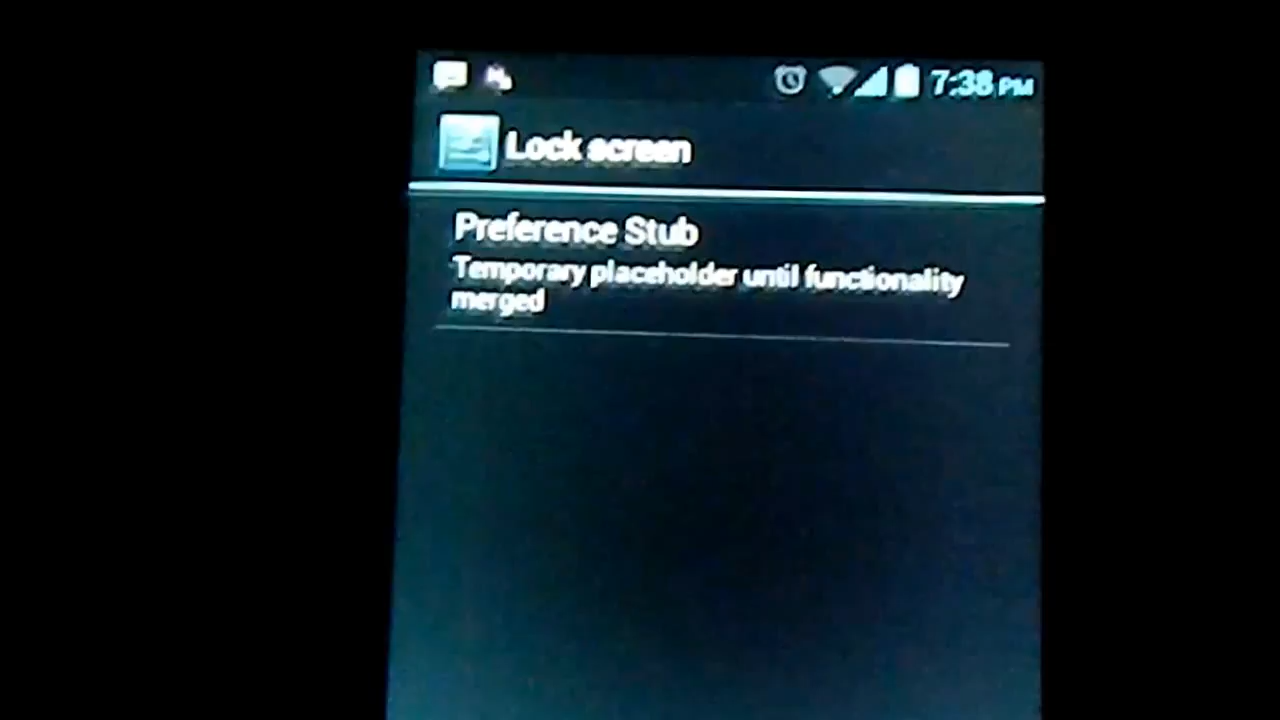 7:38 PM
Lock screen
Preference Stub
Temporary placeholder until functionality
merged